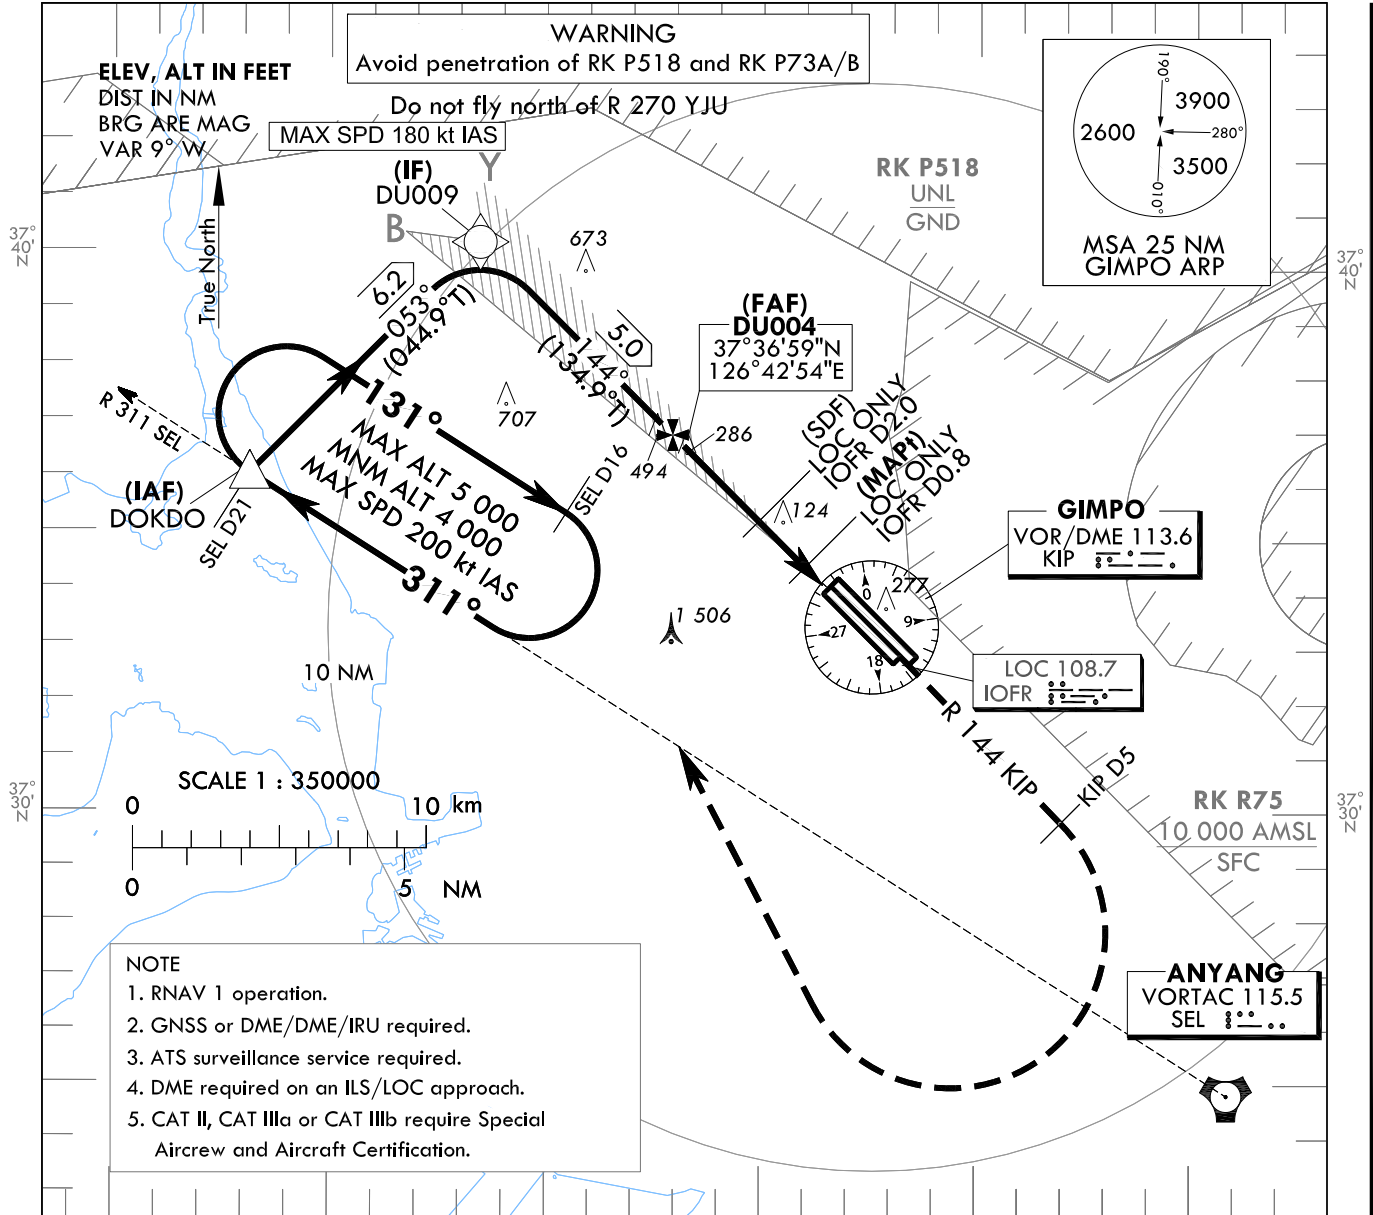 WARNING
Avoid penetration of RK P518 and RK P73A/B
Do not fly north of R 270 YJU
MAX SPD 180 kt IAS
ELEV, ALT IN FEET
DIST IN NM
BRG ARE MAG
VAR 9° W
True North
090°
3900
2600
280°
3500
010°
MSA 25 NM
GIMPO ARP
RK P518
UNL
GND
(IF)
DU009
Y
B
37°
40'
N
37°
40'
N
673
6.2
053°
(044.9°T)
5.0
144°
(134.9°T)
(FAF)
DU004
37°36'59"N
126°42'54"E
R 311 SEL
131°
MAX ALT 5 000
MNM ALT 4 000
MAX SPD 200 kt IAS
311°
707
494
286
SEL D16
(IAF)
DOKDO
SEL D21
(SDF)
LOC ONLY
IOFR D2.0
(MAPt)
LOC ONLY
IOFR D0.8
124
277
0
9
18
27
GIMPO
VOR/DME 113.6
KIP
1 506
LOC 108.7
IOFR
10 NM
R 144 KIP
KIP D5
RK R75
10 000 AMSL
SFC
37°
30'
N
37°
30'
N
SCALE 1 : 350000
0 10 km
0 5 NM
NOTE
1. RNAV 1 operation.
2. GNSS or DME/DME/IRU required.
3. ATS surveillance service required.
4. DME required on an ILS/LOC approach.
5. CAT II, CAT IIIa or CAT IIIb require Special
Aircrew and Aircraft Certification.
ANYANG
VORTAC 115.5
SEL